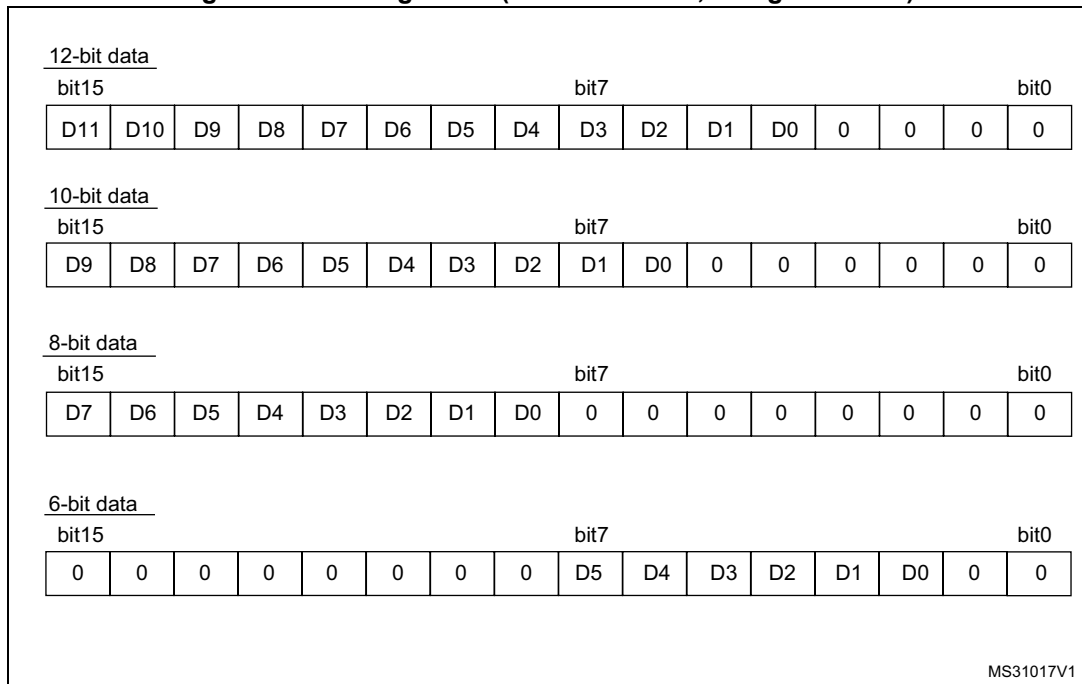 12-bit data
bit15 bit7 bit0
D11 D10 D9 D8 D7 D6 D5 D4 D3 D2 D1 D0 0 0 0 0
10-bit data
bit15 bit7 bit0
D9 D8 D7 D6 D5 D4 D3 D2 D1 D0 0 0 0 0 0 0
8-bit data
bit15 bit7 bit0
D7 D6 D5 D4 D3 D2 D1 D0 0 0 0 0 0 0 0 0
6-bit data
bit15 bit7 bit0
0 0 0 0 0 0 0 0 D5 D4 D3 D2 D1 D0 0 0
MS31017V1